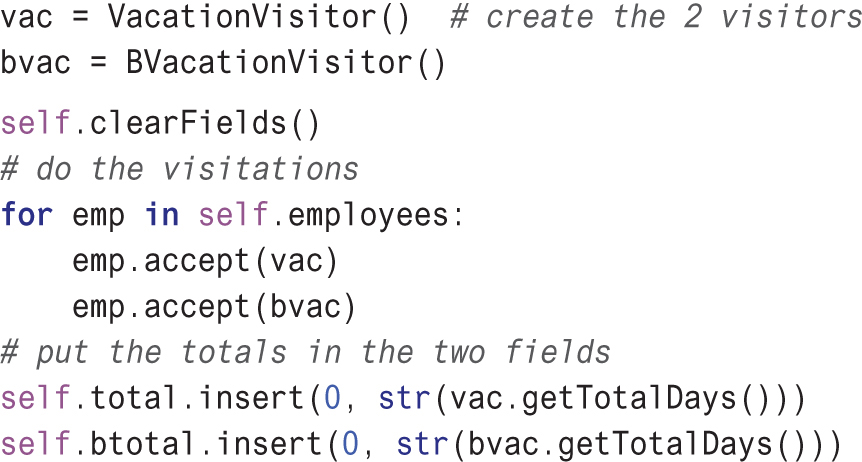 vac = VacationVisitor()  # create the 2 visitors
bvac = BVacationVisitor()
self.clearFields()
# do the visitations
for emp in self.employees:
    emp.accept(vac)
    emp.accept(bvac)
# put the totals in the two fields
self.total.insert(0, str(vac.getTotalDays()))
self.btotal.insert(0, str(bvac.getTotalDays()))